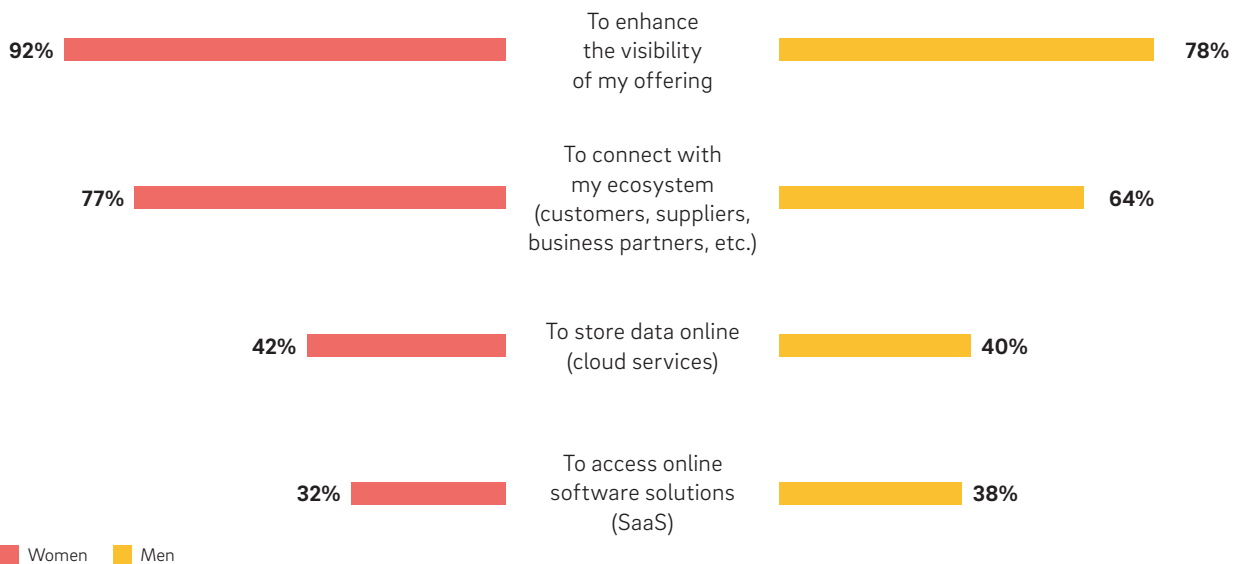 To enhance
the visibility
of my offering
92%
78%
To connect with
my ecosystem
(customers, suppliers,
business partners, etc.)
77%
64%
To store data online
(cloud services)
42%
40%
To access online
software solutions
(SaaS)
32%
38%
Women
Men